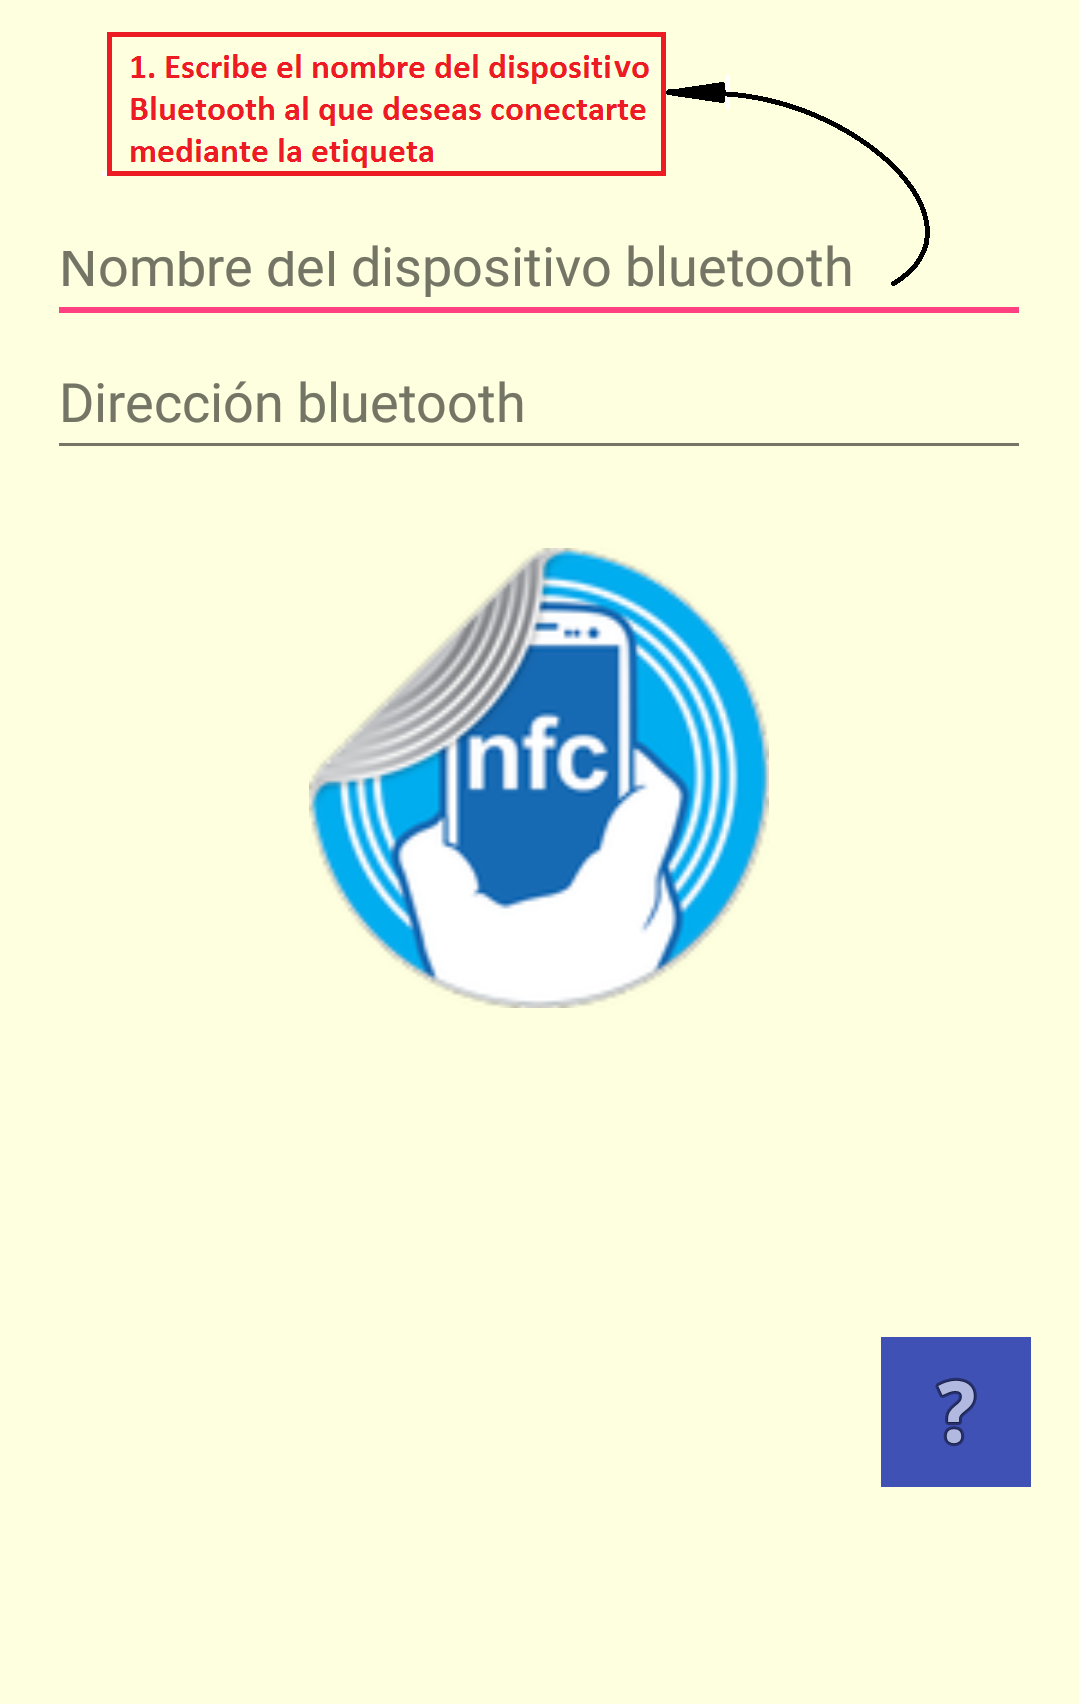 1. Escribe el nombre del dispositivo
Bluetooth al que deseas conectarte
mediante la etiqueta
Nombre del dispositivo bluetooth
Dirección bluetooth
nfc
?